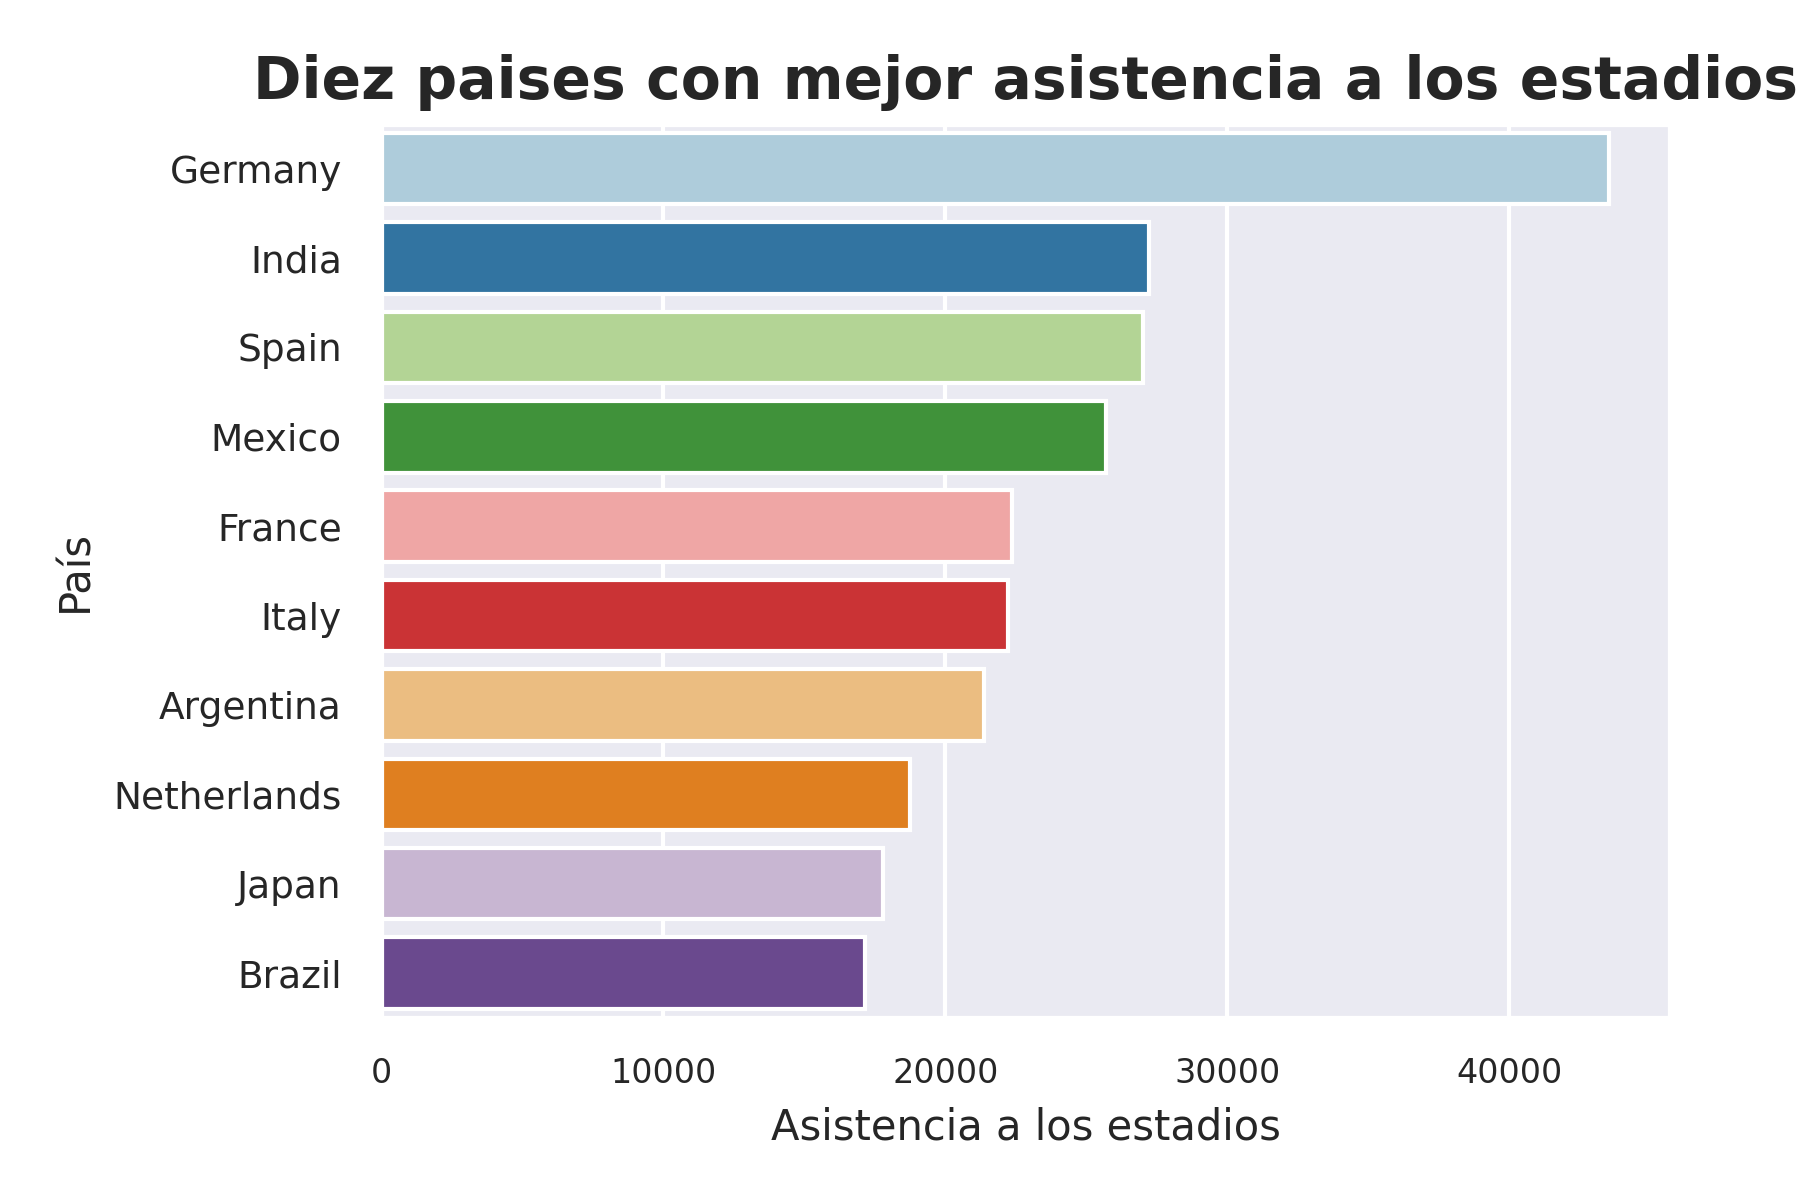 Diez paises con mejor asistencia a los estadios
País
Germany
India
Spain
Mexico
France
Italy
Argentina
Netherlands
Japan
Brazil
0 10000 20000 30000 40000
Asistencia a los estadios